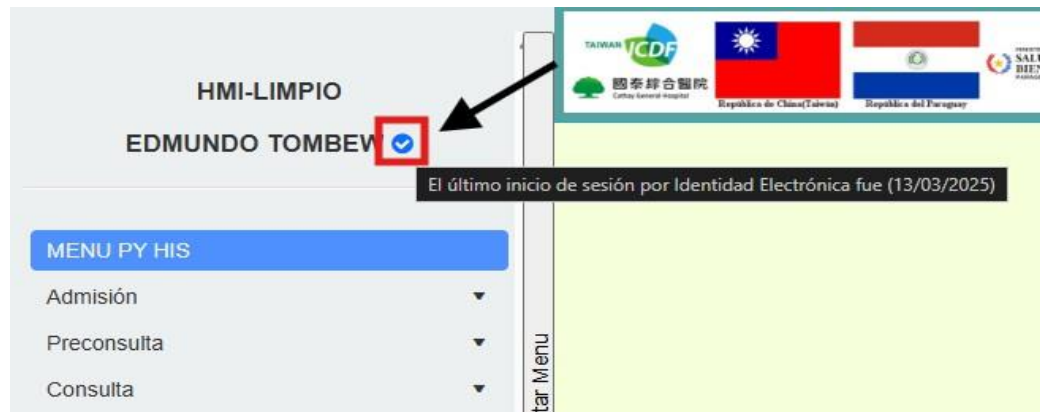 HMI-LIMPIO
EDMUNDO TOMBEW
El último inicio de sesión por Identidad Electrónica fue (13/03/2025)
MENU PY HIS
Admisión
Preconsulta
Consulta
tar Menu
TAIWAN ICDF
國泰綜合醫院
Cathay General Hospital
República de China(Taiwán)
República del Paraguay
SALU
BIEN